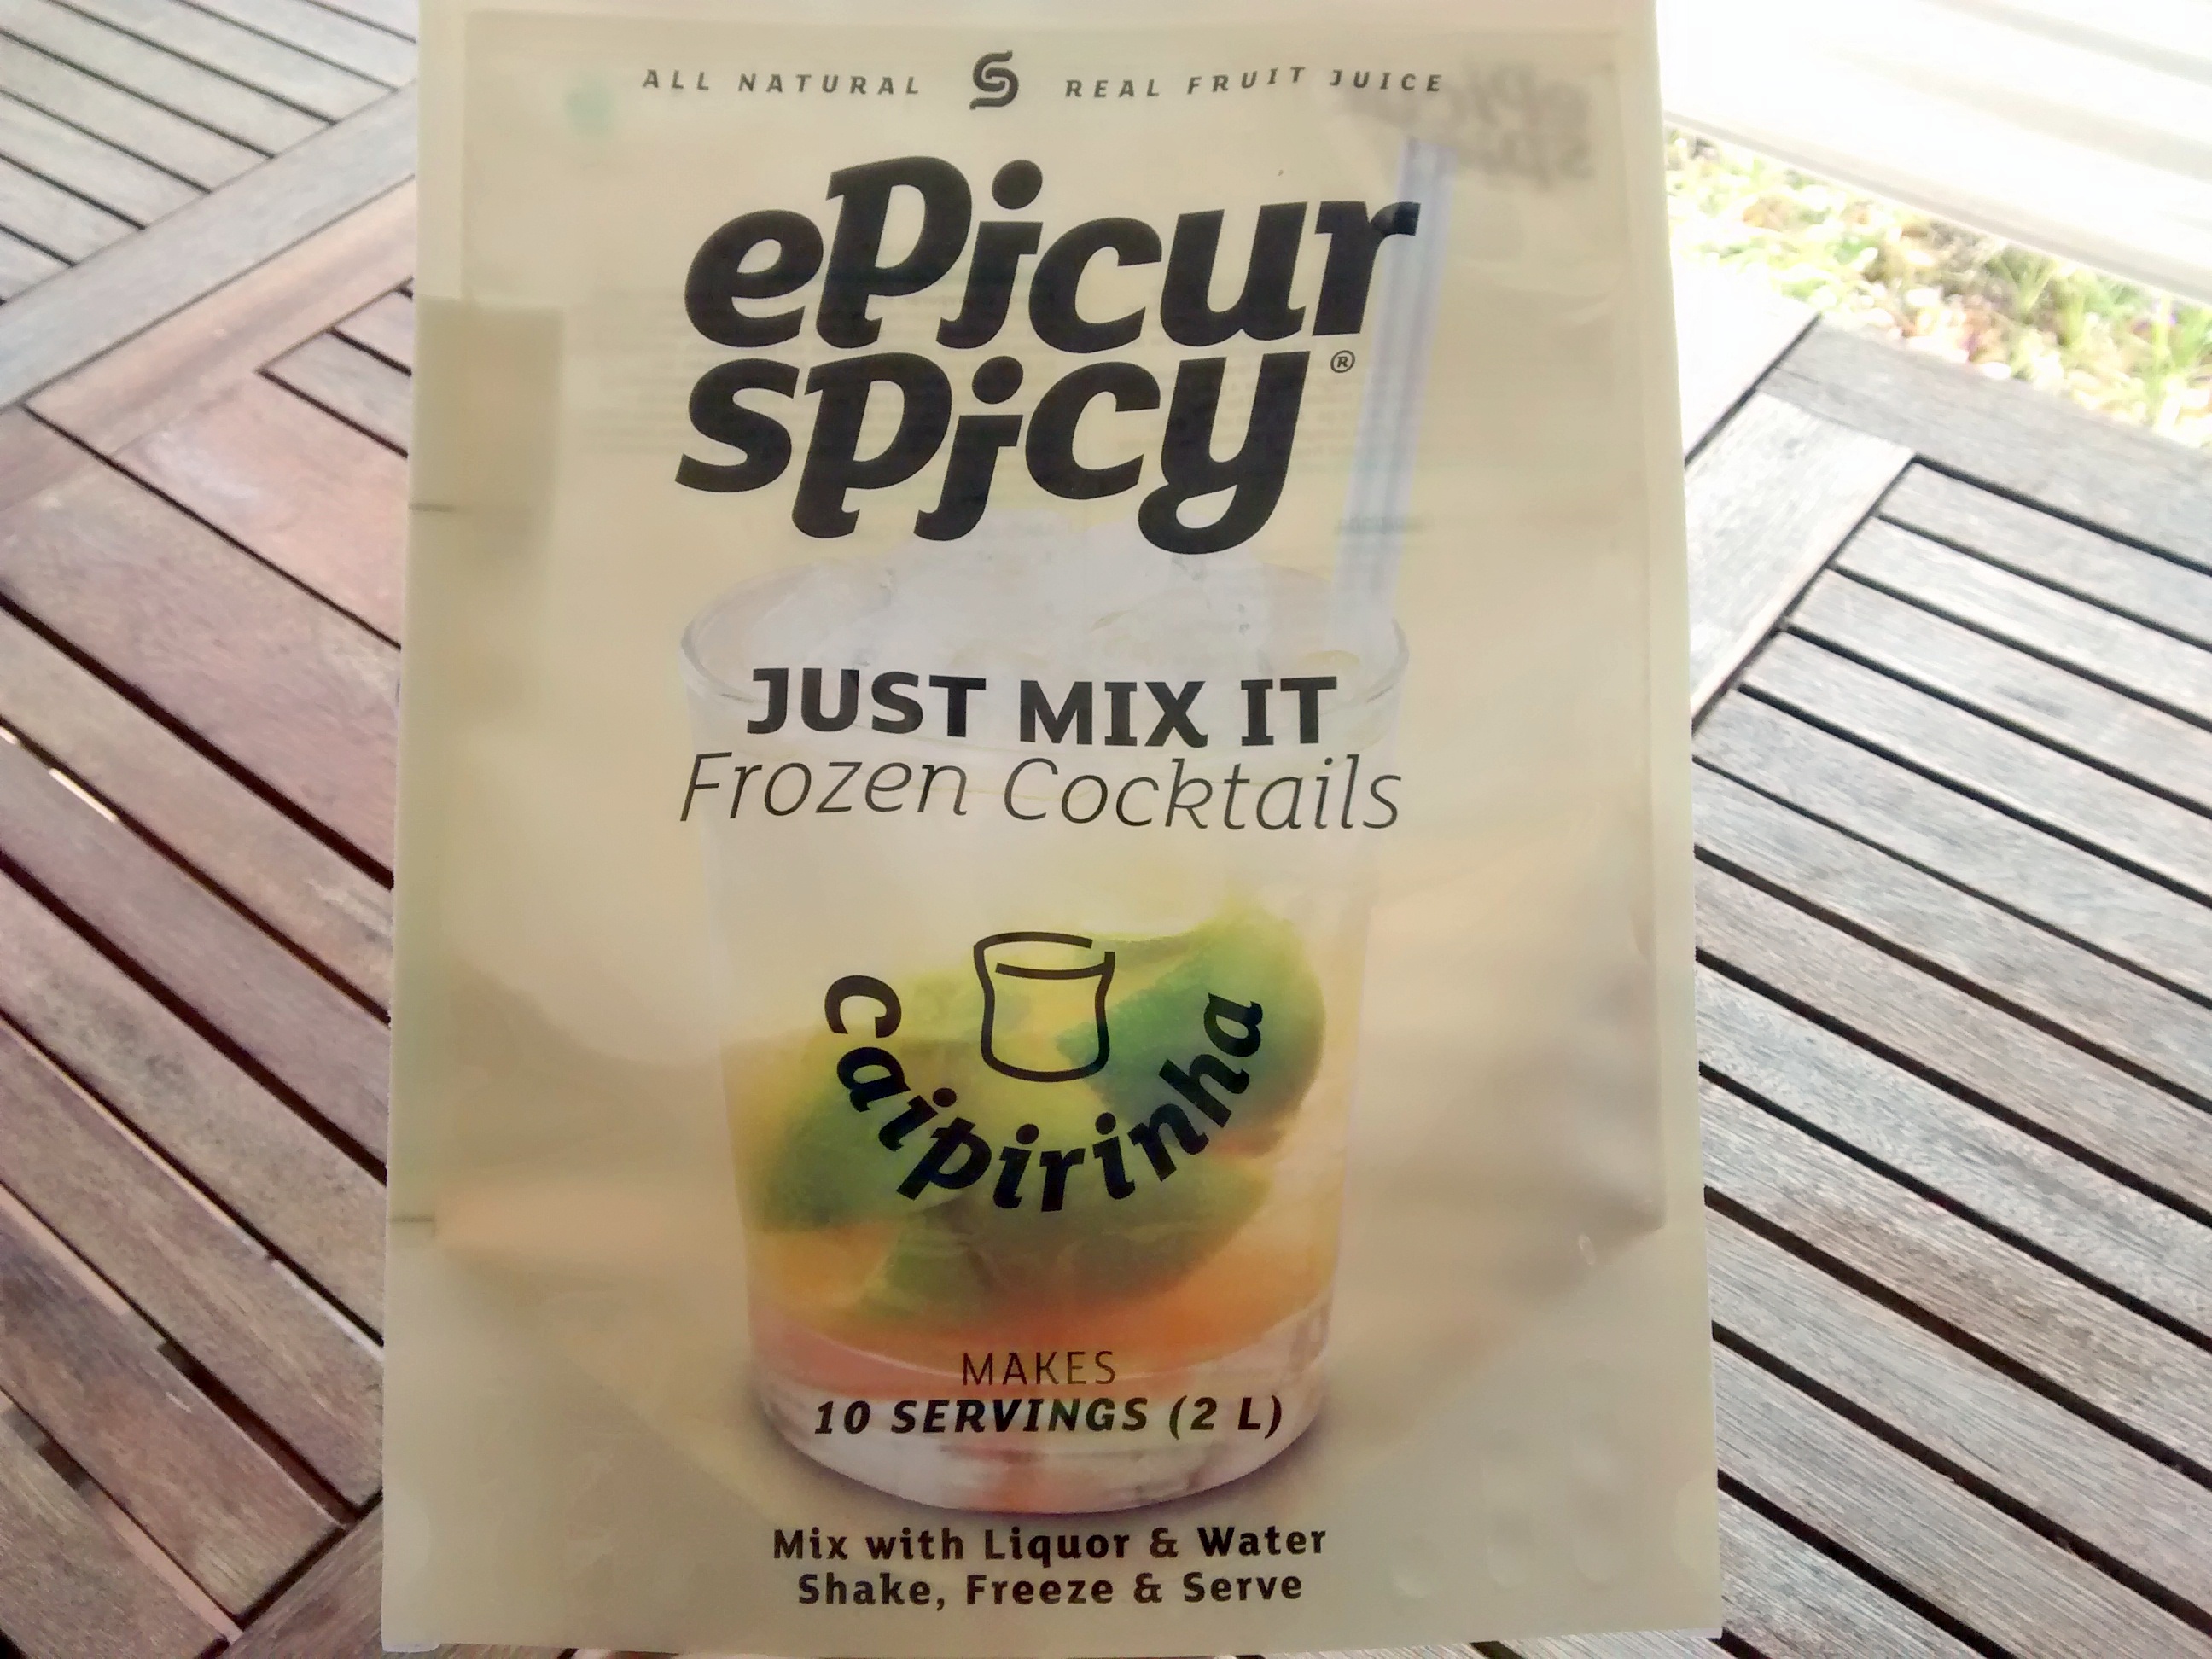 ALL NATURAL REAL FRUIT JUICE
ePicur
spicy®
JUST MIX IT
Frozen Cocktails
caipirinha
MAKES
10 SERVINGS (2 L)
Mix with Liquor & Water
Shake, Freeze & Serve